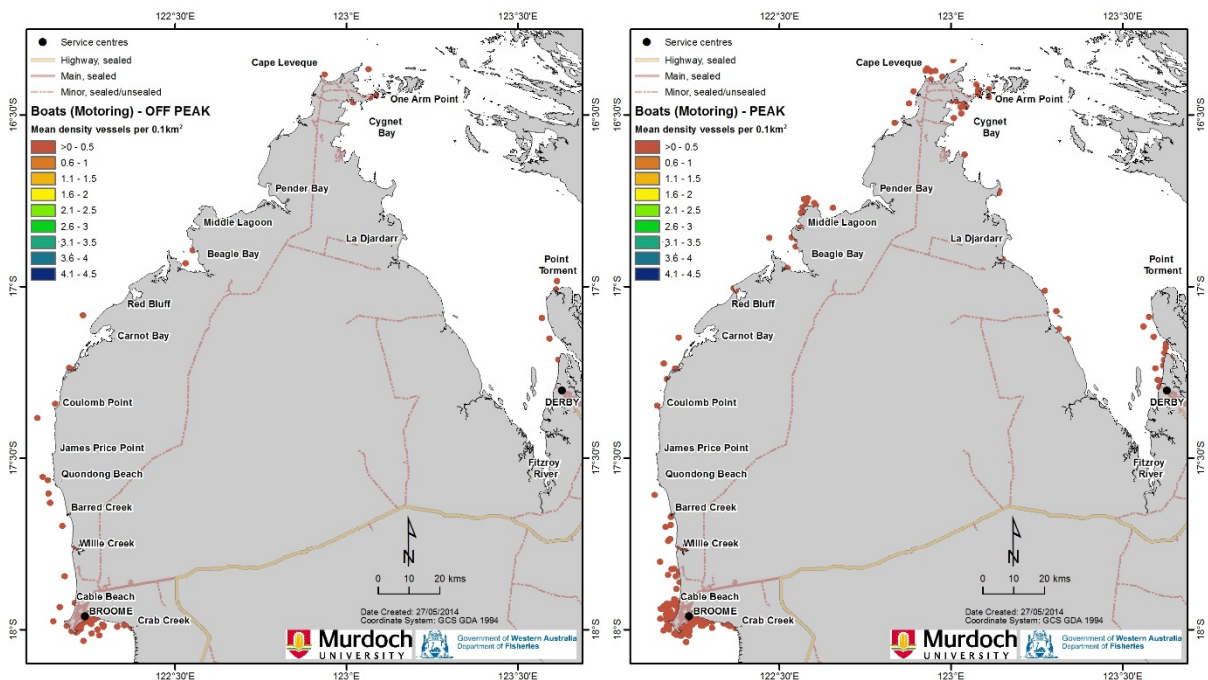 122°30'E
123°E
123°30'E
Service centres
Highway, sealed
Main, sealed
Minor, sealed/unsealed
Boats (Motoring) - OFF PEAK
Mean density vessels per 0.1km²
>0 - 0.5
0.6 - 1
1.1 - 1.5
1.6 - 2
2.1 - 2.5
2.6 - 3
3.1 - 3.5
3.6 - 4
4.1 - 4.5
Cape Leveque
One Arm Point
Cygnet
Bay
Pender Bay
Middle Lagoon
La Djardarr
Beagle Bay
Point
Torment
Red Bluff
Carnot Bay
DERBY
Coulomb Point
James Price Point
Quondong Beach
Fitzroy
River
Barred Creek
Willie Creek
N
0 10 20 kms
Cable Beach
BROOME
Crab Creek
Date Created: 27/05/2014
Coordinate System: GCS GDA 1994
Murdoch
UNIVERSITY
Government of Western Australia
Department of Fisheries
16°30'S
17°S
17°30'S
18°S
122°30'E
123°E
123°30'E
122°30'E
123°E
123°30'E
Service centres
Highway, sealed
Main, sealed
Minor, sealed/unsealed
Boats (Motoring) - PEAK
Mean density vessels per 0.1km²
>0 - 0.5
0.6 - 1
1.1 - 1.5
1.6 - 2
2.1 - 2.5
2.6 - 3
3.1 - 3.5
3.6 - 4
4.1 - 4.5
Cape Leveque
One Arm Point
Cygnet
Bay
Pender Bay
Middle Lagoon
La Djardarr
Beagle Bay
Point
Torment
Red Bluff
Carnot Bay
DERBY
Coulomb Point
James Price Point
Quondong Beach
Fitzroy
River
Barred Creek
Willie Creek
N
0 10 20 kms
Cable Beach
BROOME
Crab Creek
Date Created: 27/05/2014
Coordinate System: GCS GDA 1994
Murdoch
UNIVERSITY
Government of Western Australia
Department of Fisheries
16°30'S
17°S
17°30'S
18°S
122°30'E
123°E
123°30'E